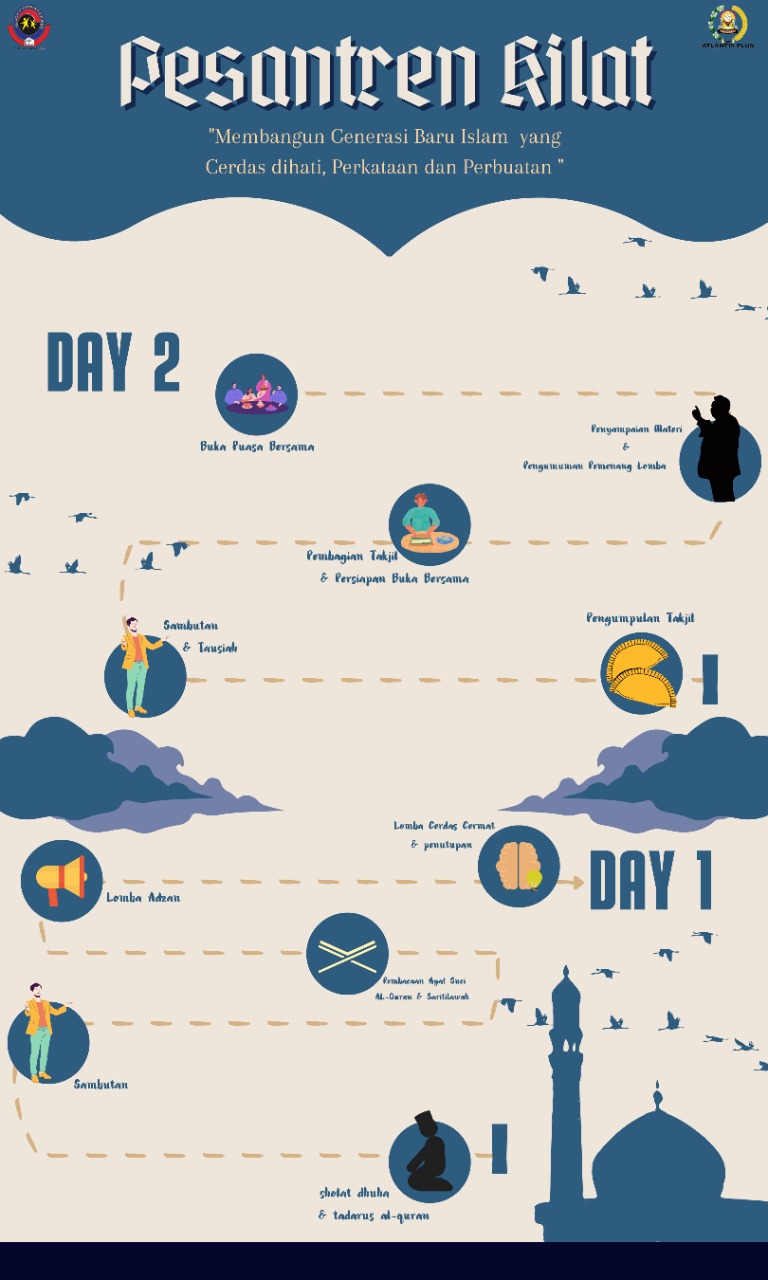 Pesantren Kilat
"Membangun Generasi Baru Islam yang
Cerdas dihati, Perkataan dan Perbuatan "
ATLANTIS PLUS
DAY 2
Buka Puasa Bersama
Penyampaian Materi
&
Pengumuman Pemenang Lomba
Pembagian Takjil
& Persiapan Buka Bersama
Sambutan
& Tausiah
Pengumpulan Takjil
Lomba Cerdas Cermat
& penutupan
DAY 1
Lomba Adzan
Pembacaan Ayat Suci
AL-Quran & Saritilawah
Sambutan
sholat dhuha
& tadarus al-quran